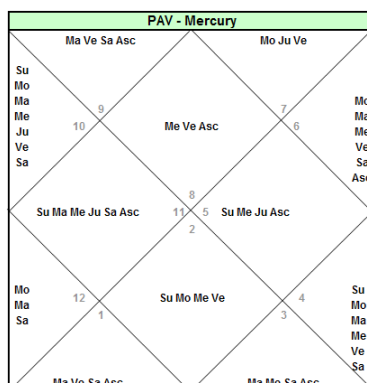 PAV - Mercury
Ma Ve Sa Asc
Mo Ju Ve
Su
Mo
Ma
Me
Ju
Ve
Sa
9
10
7
6
Me Ve Asc
Mo
Ma
Me
Ve
Sa
Asc
8
Su Ma Me Ju Sa Asc
11
5
Su Me Ju Asc
2
Mo
Ma
Sa
12
1
Su Mo Me Ve
4
3
Su
Mo
Ma
Me
Ve
Sa
Ma Ve Sa Asc
Ma Me Sa Asc